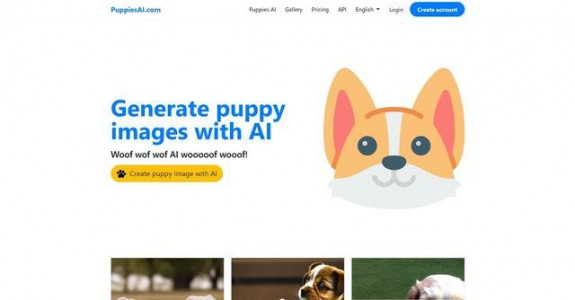 PuppiesAI.com
Puppies AI Gallery Pricing API English Login Create account
Generate puppy
images with AI
Woof wof wof AI wooooof wooof!
Create puppy image with AI